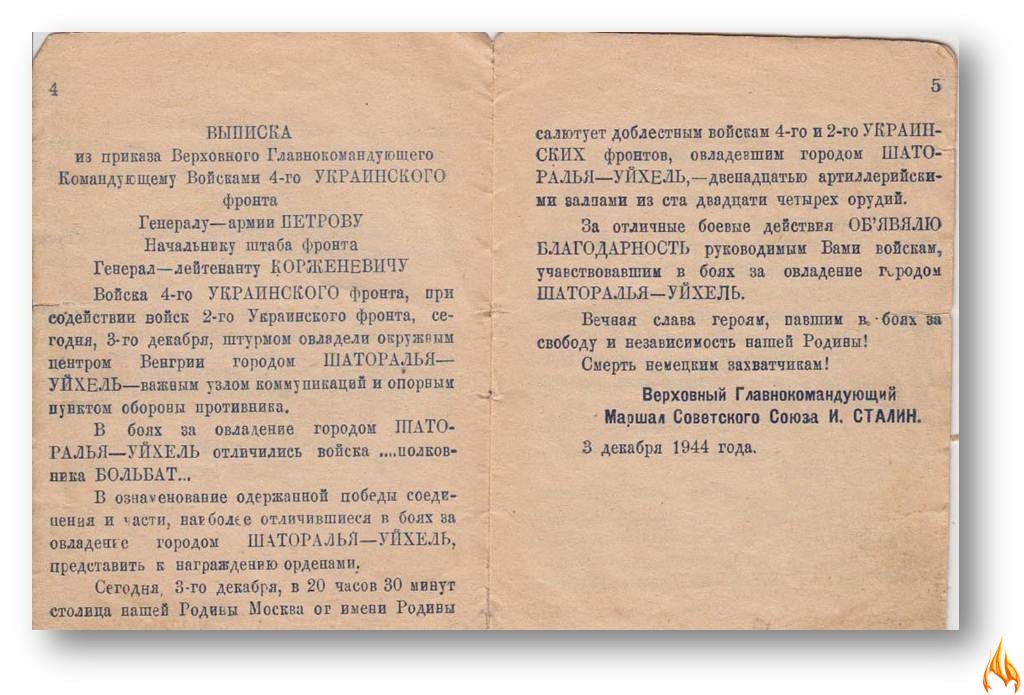 4
ВЫПИСКА
из приказа Верховного Главнокомандующего
Командующему Войсками 4-го УКРАИНСКОГО
фронта
Генералу—армии ПЕТРОВУ
Начальнику штаба фронта
Генерал—лейтенанту КОРЖЕНЕВИЧУ
Войска 4-го УКРАИНСКОГО фронта, при
содействии войск 2-го Украинского фронта, се-
годня, 3-го декабря, штурмом овладели окружным
центром Венгрии городом ШАТОРАЛЬЯ—
УЙХЕЛЬ—важным узлом коммуникаций и опорным
пунктом обороны противника.
В боях за овладение городом ШАТО-
РАЛЬЯ—УЙХЕЛЬ отличились войска ....полков-
ника БОЛЬБАТ...
В ознаменование одержанной победы соеди-
нения и части, наиболее отличившиеся в боях за
овладение городом ШАТОРАЛЬЯ—УЙХЕЛЬ,
представить к награждению орденами.
Сегодня, 3-го декабря, в 20 часов 30 минут
столица нашей Родины Москва от имени Родины
5
салютует доблестным войскам 4-го и 2-го УКРАИН-
СКИХ фронтов, овладевшим городом ШАТО-
РАЛЬЯ—УЙХЕЛЬ,—двенадцатью артиллерийски-
ми залпами из ста двадцати четырех орудий.
За отличные боевые действия ОБ'ЯВЯЛЮ
БЛАГОДАРНОСТЬ руководимым Вами войскам,
учавствовавшим в боях за овладение городом
ШАТОРАЛЬЯ—УЙХЕЛЬ.
Вечная слава героям, павшим в боях за
свободу и независимость нашей Родины!
Смерть немецким захватчикам!
Верховный Главнокомандующий
Маршал Советского Союза И. СТАЛИН.
3 декабря 1944 года.